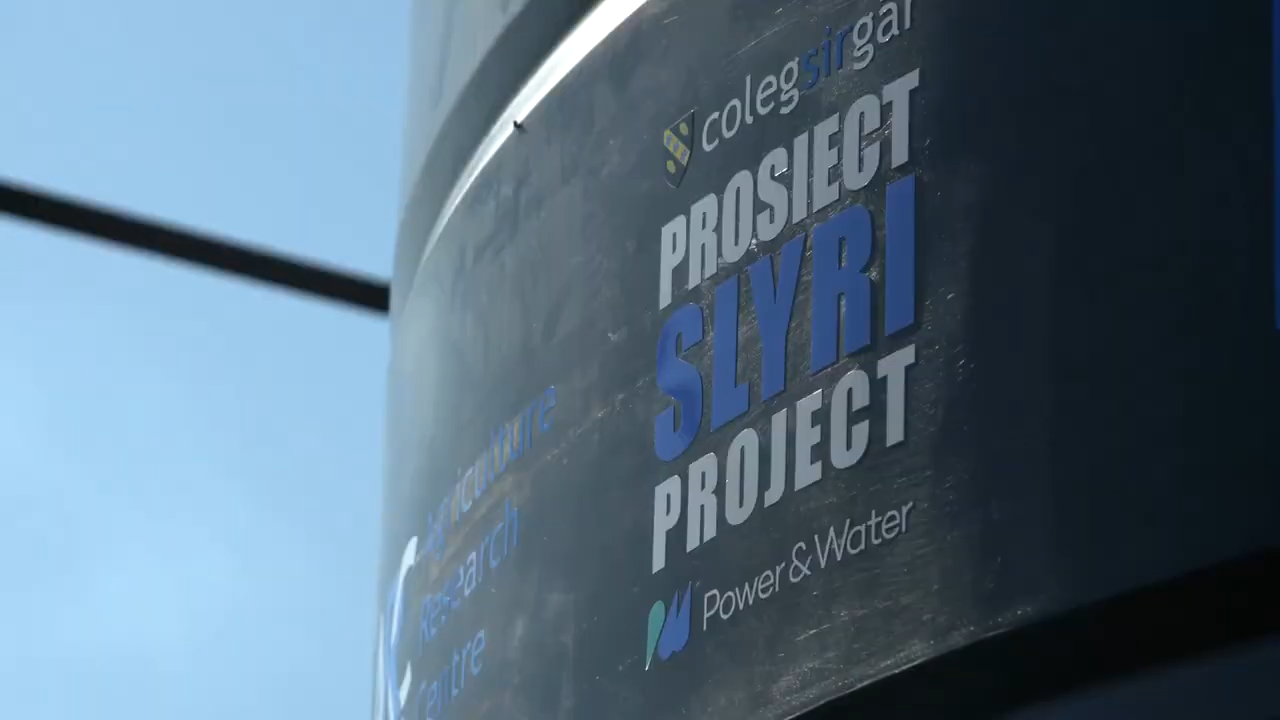 colegsirgar
PROSIECT
SLYRI
PROJECT
Power & Water
Agriculture
Research
Centre